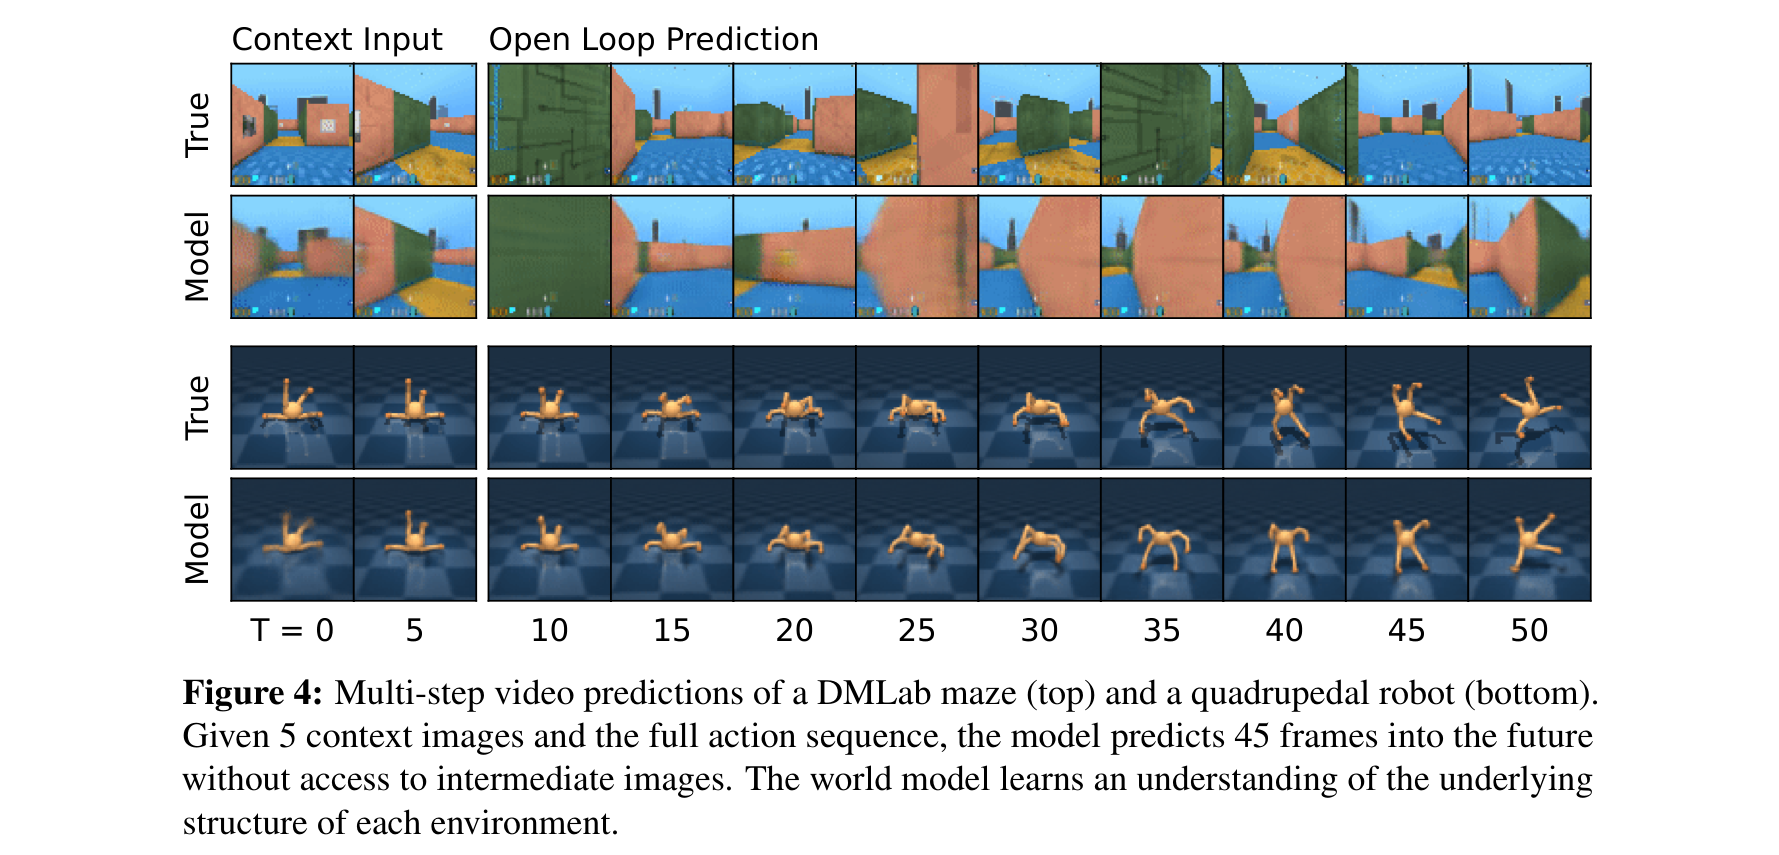 Context Input
Open Loop Prediction
True
Model
True
Model
T = 0 5 10 15 20 25 30 35 40 45 50
Figure 4: Multi-step video predictions of a DMLab maze (top) and a quadrupedal robot (bottom).
Given 5 context images and the full action sequence, the model predicts 45 frames into the future
without access to intermediate images. The world model learns an understanding of the underlying
structure of each environment.